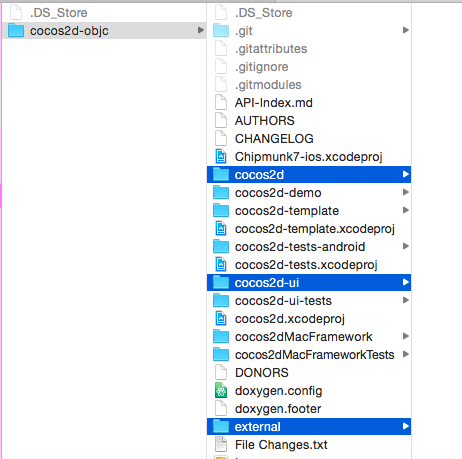 .DS_Store
cocos2d-objc
.DS_Store
.git
.gitattributes
.gitignore
.gitmodules
API-Index.md
AUTHORS
CHANGELOG
Chipmunk7-ios.xcodeproj
cocos2d
cocos2d-demo
cocos2d-template
cocos2d-template.xcodeproj
cocos2d-tests-android
cocos2d-tests.xcodeproj
cocos2d-ui
cocos2d-ui-tests
cocos2d.xcodeproj
cocos2dMacFramework
cocos2dMacFrameworkTests
DONORS
doxygen.config
doxygen.footer
external
File Changes.txt